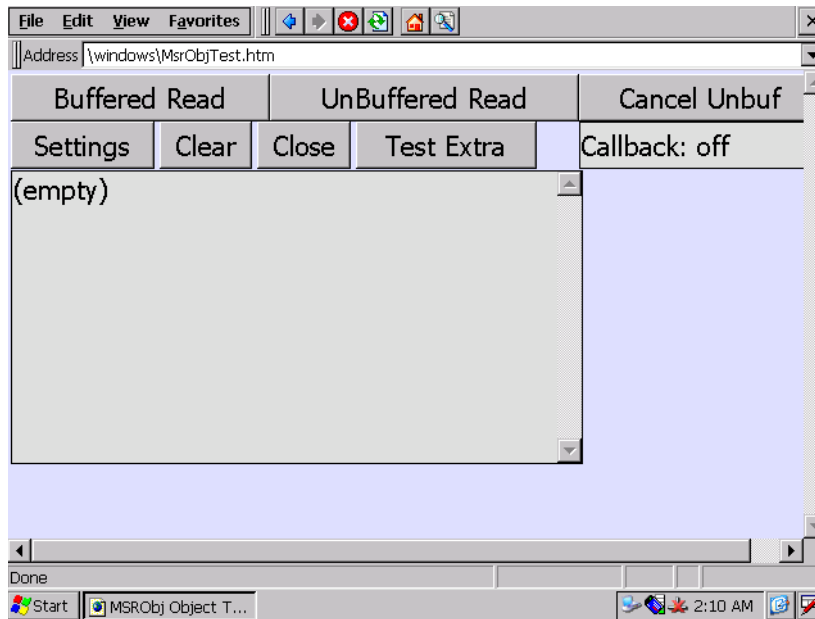 File Edit View Favorites
Address \windows\MsrObjTest.htm
Buffered Read UnBuffered Read Cancel Unbuf
Settings Clear Close Test Extra Callback: off
(empty)
Done
Start MSRObj Object T... 2:10 AM